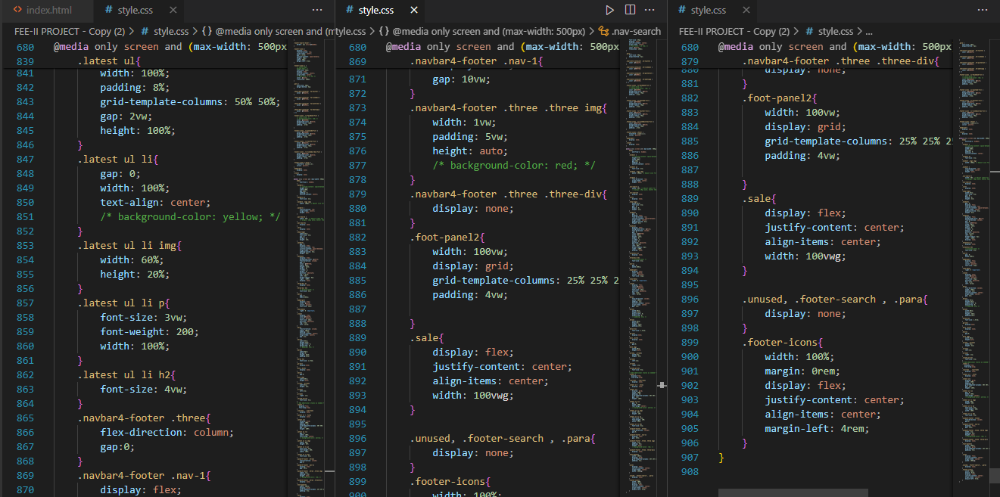 index.html
# style.css
FEE-II PROJECT - Copy (2) > # style.css > {} @media only screen and (m
680 @media only screen and (max-width: 500px
839 .latest ul{
841 width: 100%;
842 padding: 8%;
843 grid-template-columns: 50% 50%;
844 gap: 2vw;
845 height: 100%;
846 }
847 .latest ul li{
848 gap: 0;
849 width: 100%;
850 text-align: center;
851 /* background-color: yellow; */
852 }
853 .latest ul li img{
854 width: 60%;
855 height: 20%;
856 }
857 .latest ul li p{
858 font-size: 3vw;
859 font-weight: 200;
860 width: 100%;
861 }
862 .latest ul li h2{
863 font-size: 4vw;
864 }
865 .navbar4-footer .three{
866 flex-direction: column;
867 gap:0;
868 }
869 .navbar4-footer .nav-1{
870 display: flex;
# style.css
tyle.css > {} @media only screen and (max-width: 500px) > .nav-search
680 @media only screen and (max-width: 500px
869 .navbar4-footer .nav-1{
871 gap: 10vw;
872 }
873 .navbar4-footer .three .three img{
874 width: 1vw;
875 padding: 5vw;
876 height: auto;
877 /* background-color: red; */
878 }
879 .navbar4-footer .three .three-div{
880 display: none;
881 }
882 .foot-panel2{
883 width: 100vw;
884 display: grid;
885 grid-template-columns: 25% 25% 2
886 padding: 4vw;
887
888 }
889 .sale{
890 display: flex;
891 justify-content: center;
892 align-items: center;
893 width: 100vwg;
894 }
895
896 .unused, .footer-search , .para{
897 display: none;
898 }
899 .footer-icons{
900 width: 100%;
# style.css
FEE-II PROJECT - Copy (2) > # style.css > ...
680 @media only screen and (max-width: 500px
879 .navbar4-footer .three .three-div{
880 display: none;
881 }
882 .foot-panel2{
883 width: 100vw;
884 display: grid;
885 grid-template-columns: 25% 25% 2
886 padding: 4vw;
887
888 }
889 .sale{
890 display: flex;
891 justify-content: center;
892 align-items: center;
893 width: 100vwg;
894 }
895
896 .unused, .footer-search , .para{
897 display: none;
898 }
899 .footer-icons{
900 width: 100%;
901 margin: 0rem;
902 display: flex;
903 justify-content: center;
904 align-items: center;
905 margin-left: 4rem;
906 }
907 }
908